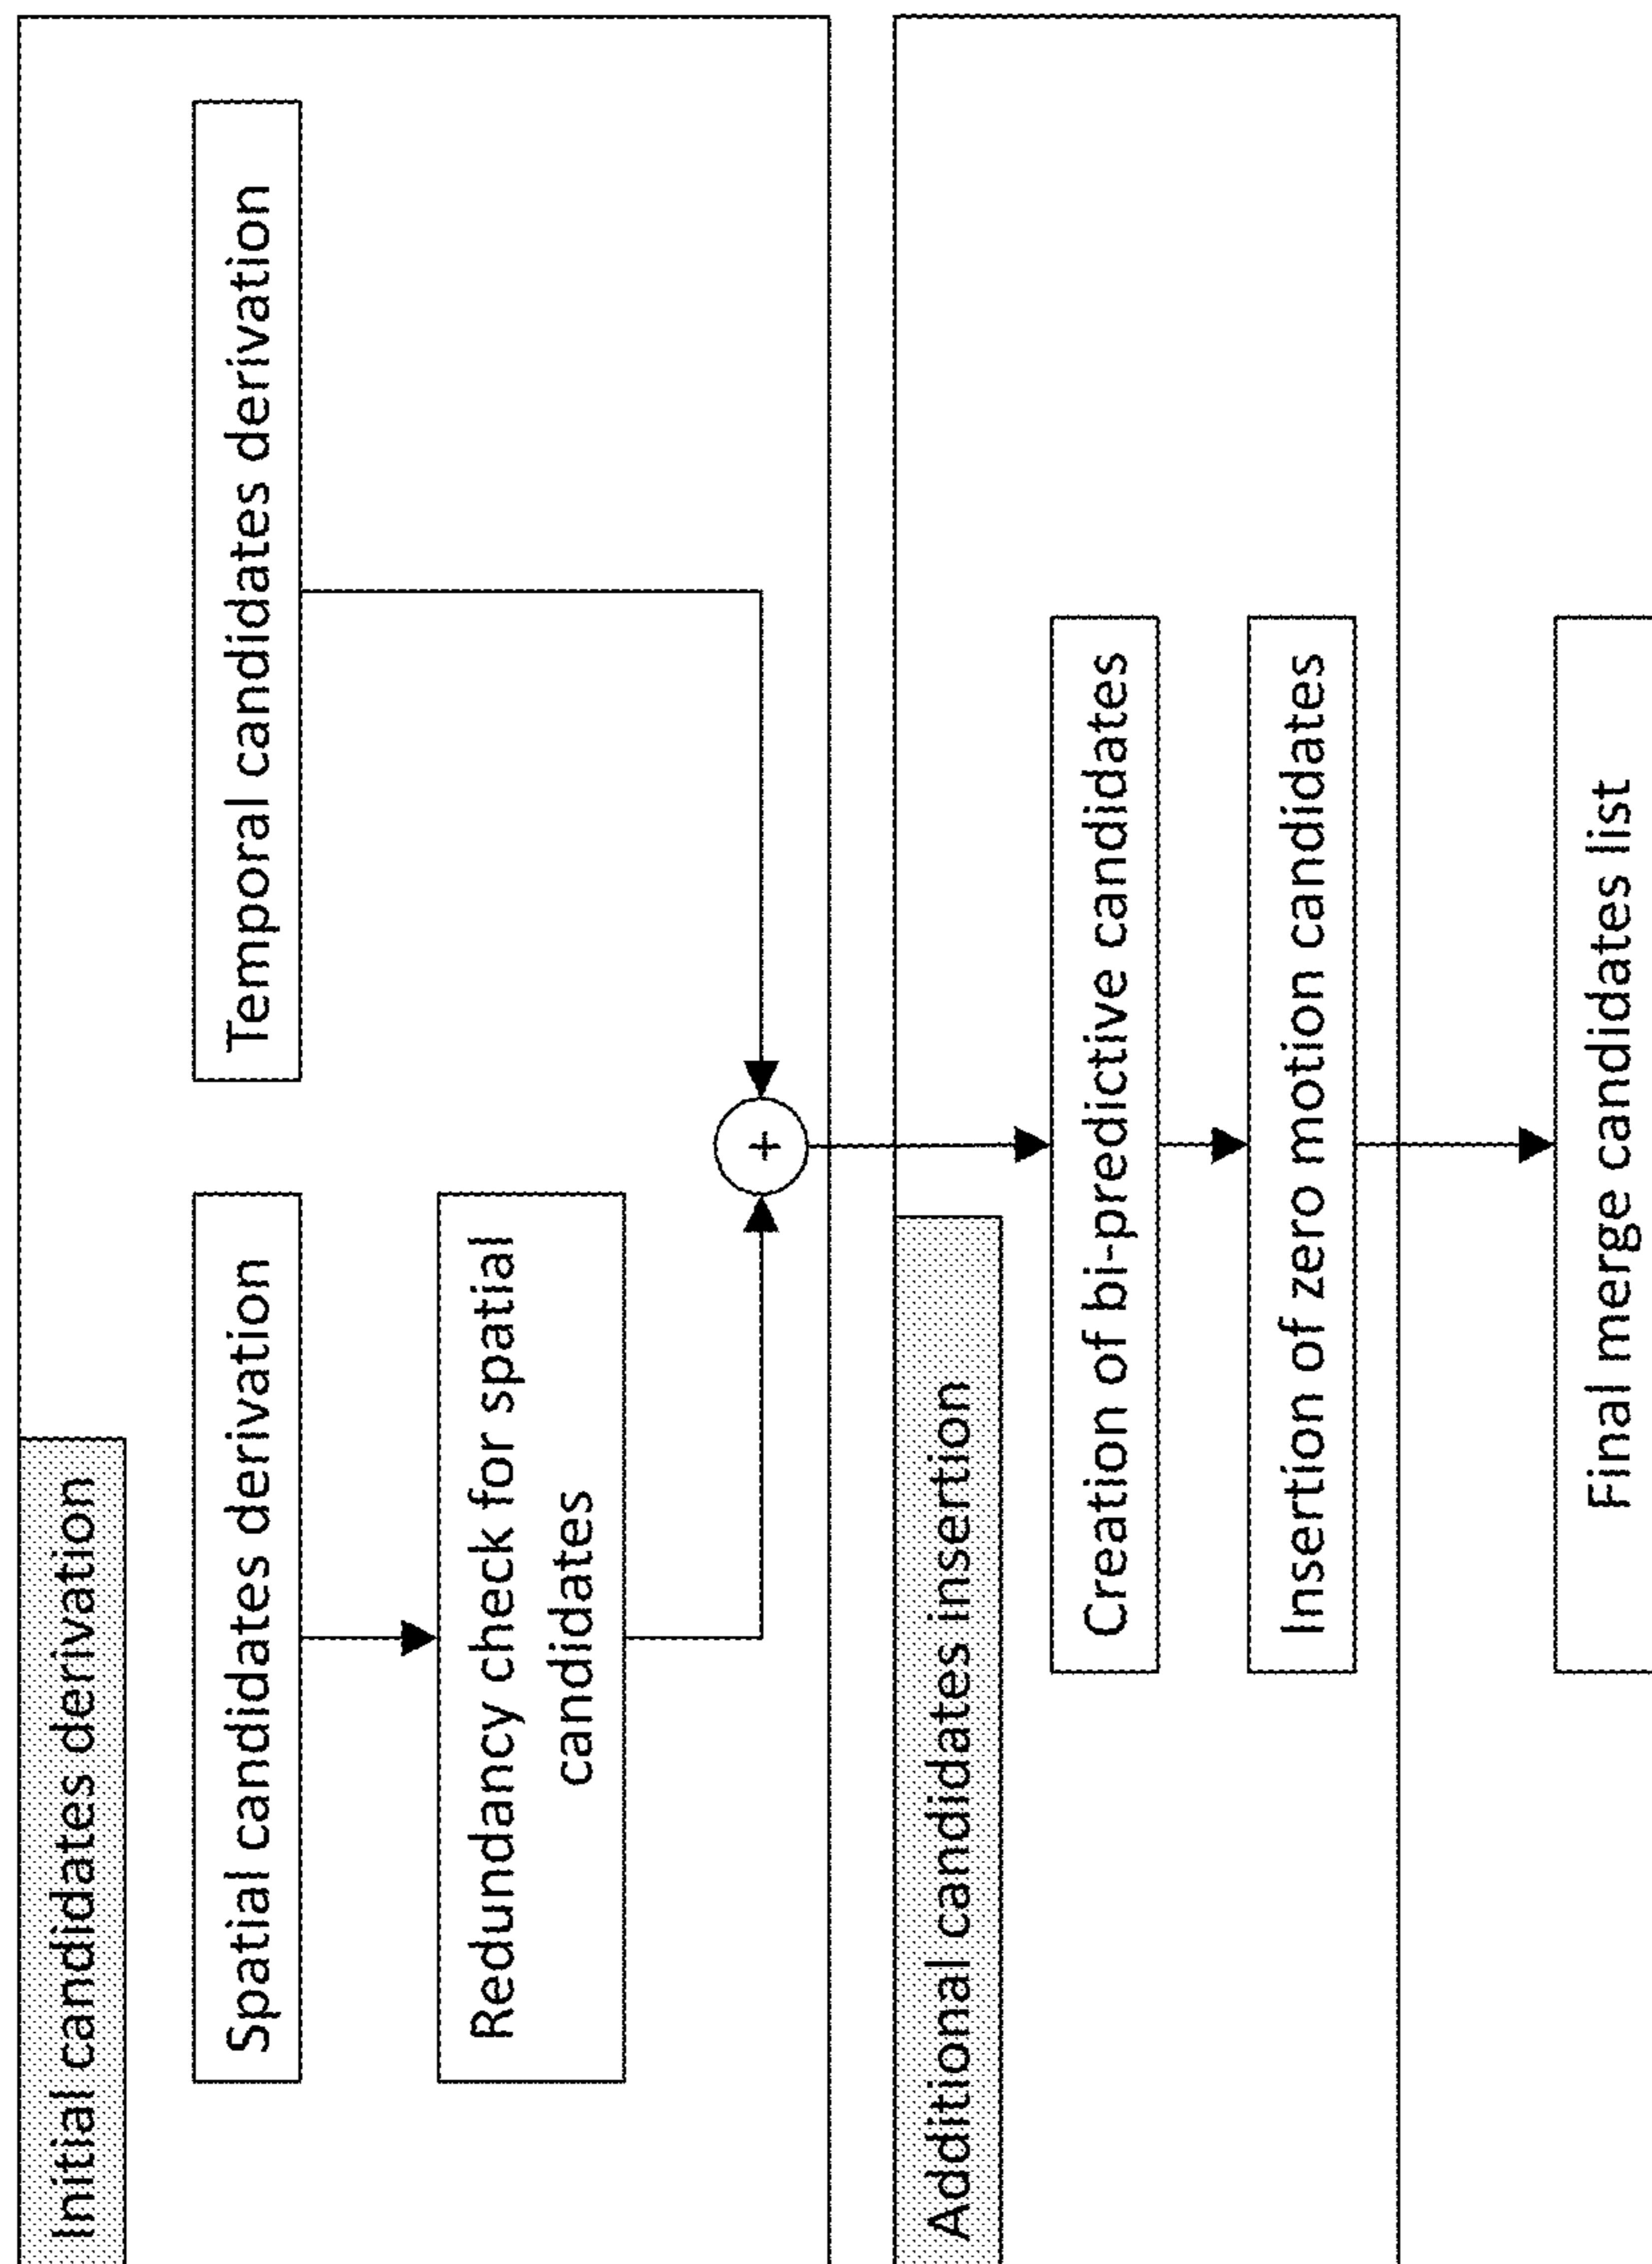 Initial candidates derivation
Spatial candidates derivation
Temporal candidates derivation
Redundancy check for spatial
candidates
+
Additional candidates insertion
Creation of bi-predictive candidates
Insertion of zero motion candidates
Final merge candidates list